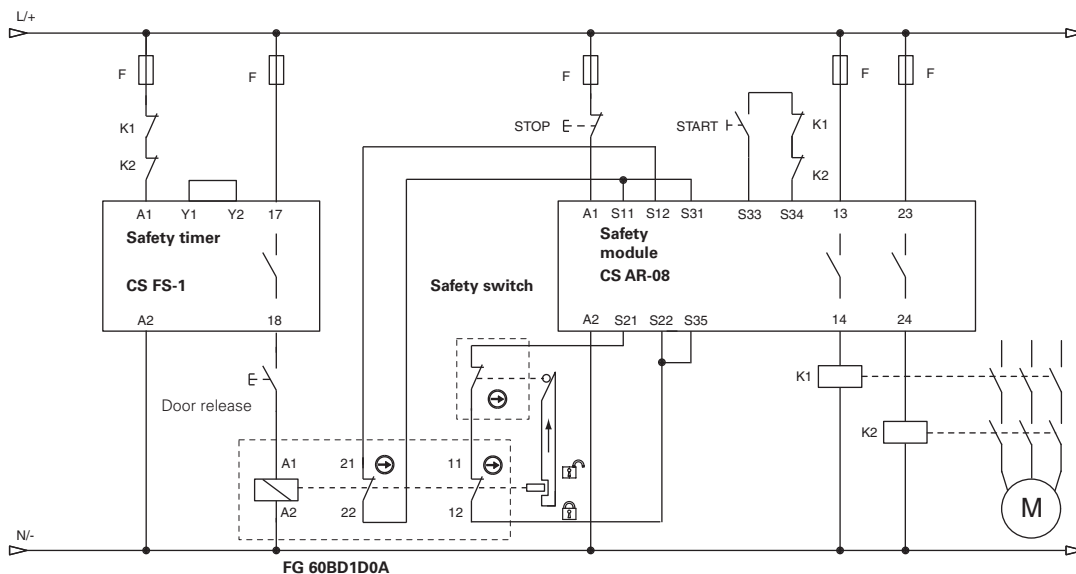 L/+
F
F
F
F
F
K1
K2
STOP
START
K1
K2
A1
Y1
Y2
17
A1
S11
S12
S31
S33
S34
13
23
Safety timer
CS FS-1
Safety
module
CS AR-08
Safety switch
A2
18
A2
S21
S22
S35
14
24
Door release
K1
K2
A1
21
11
A2
22
12
M
N/-
FG 60BD1D0A